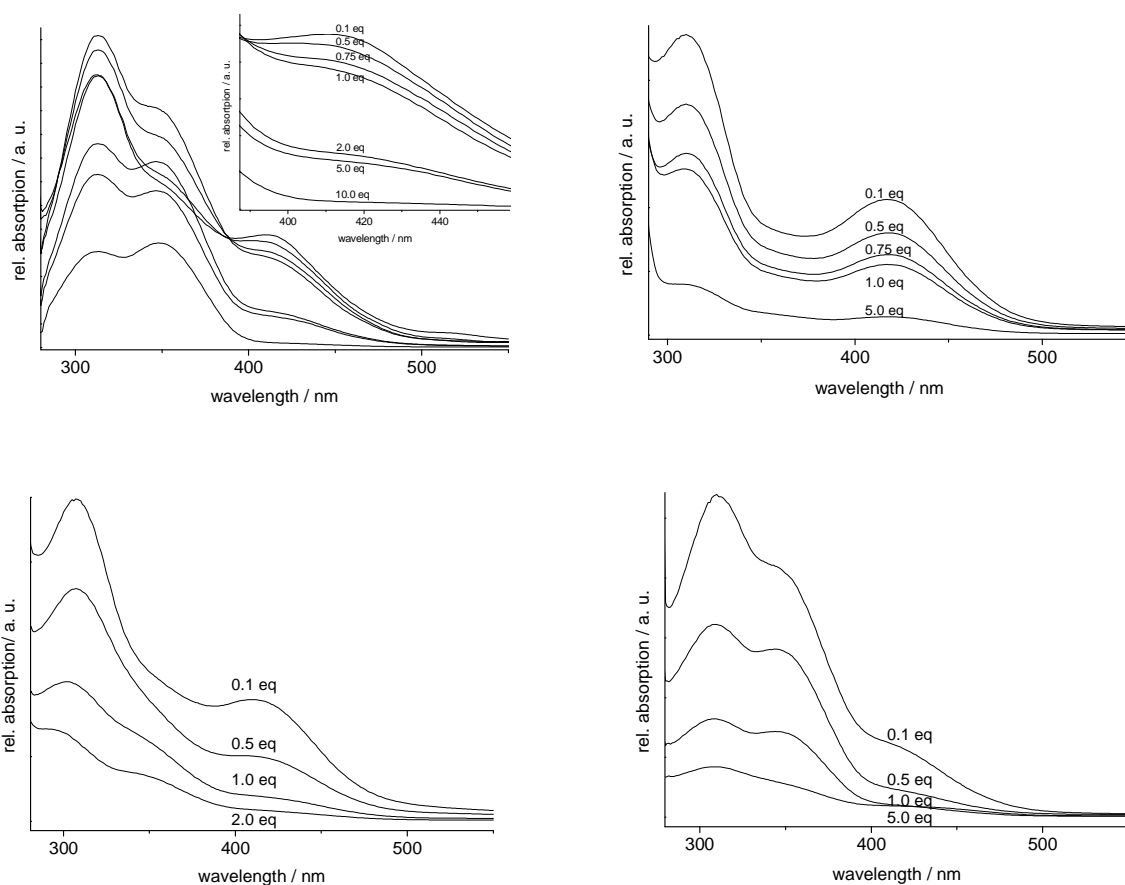 rel. absortpion / a. u.
rel. absortpion / a. u.
0.1 eq
0.5 eq
0.75 eq
1.0 eq
2.0 eq
5.0 eq
10.0 eq
400
420
440
wavelength / nm
300
400
500
wavelength / nm
rel. absorption / a. u.
0.1 eq
0.5 eq
0.75 eq
1.0 eq
5.0 eq
300
400
500
wavelength / nm
rel. absorption/ a. u.
0.1 eq
0.5 eq
1.0 eq
2.0 eq
300
400
500
wavelength / nm
rel. absorption / a. u.
0.1 eq
0.5 eq
1.0 eq
5.0 eq
300
400
500
wavelength / nm